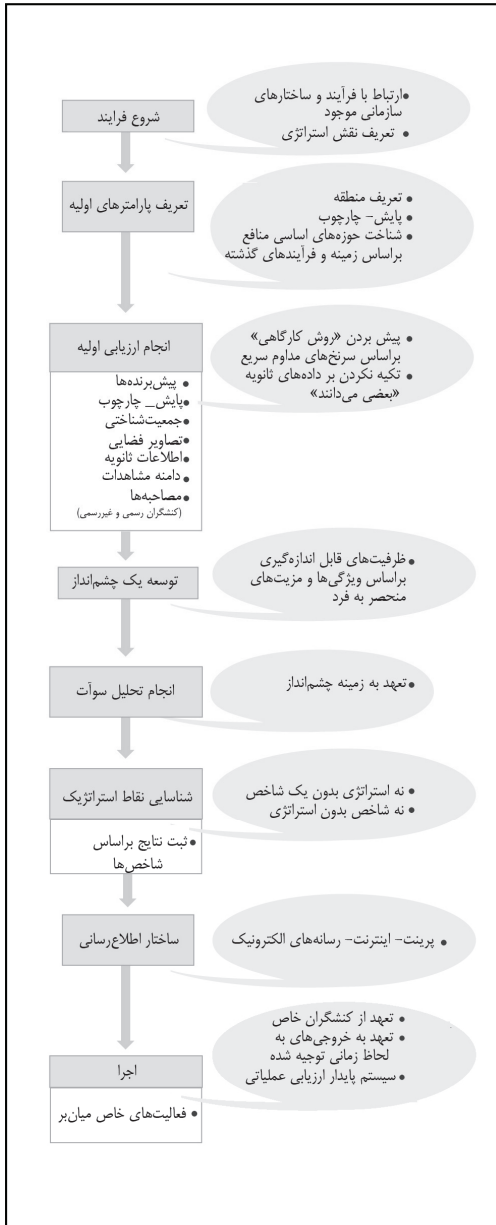 شروع فرایند
•ارتباط با فرآیند و ساختارهای
سازمانی موجود
• تعریف نقش استراتژی
تعریف پارامترهای اولیه
• تعریف منطقه
• پایش- چارچوب
• شناخت حوزه‌های اساسی منافع
براساس زمینه و فرآیندهای گذشته
انجام ارزیابی اولیه
• پیش‌برنده‌ها
•پایش_ چارچوب
•جمعیت‌شناختی
•تصاویر فضایی
•اطلاعات ثانویه
• دامنه مشاهدات
•مصاحبه‌ها
(کنشگران رسمی و غیررسمی)
• پیش بردن «روش کارگاهی»
براساس سرنخ‌های مداوم سریع
• تکیه نکردن بر داده‌های ثانویه
«بعضی می‌دانند»
توسعه یک چشم‌انداز
•ظرفیت‌های قابل اندازه‌گیری
براساس ویژگی‌ها و مزیت‌های
منحصر به فرد
انجام تحلیل سوآت
•تعهد به زمینه چشم‌انداز
شناسایی نقاط استراتژیک
•ثبت نتایج براساس
شاخص‌ها
• نه استراتژی بدون یک شاخص
• نه شاخص بدون استراتژی
ساختار اطلاع‌رسانی
• پرینت- اینترنت- رسانه‌های الکترونیک
اجرا
• فعالیت‌های خاص میان‌بر
• تعهد از کنشگران خاص
• تعهد به خروجی‌های به
لحاظ زمانی توجیه شده
•سیستم پایدار ارزیابی عملیاتی